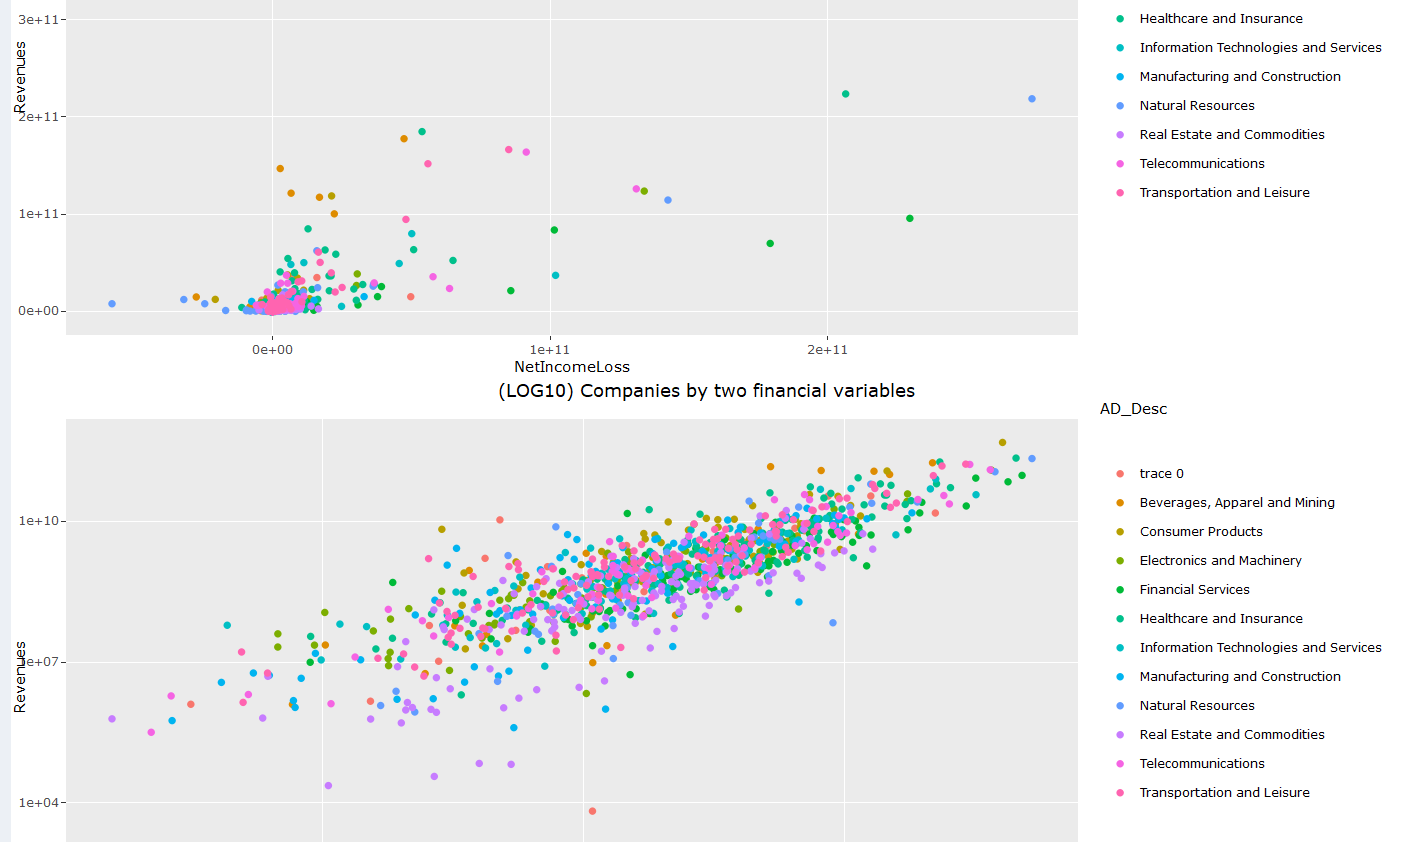 3e+11
2e+11
1e+11
0e+00
Revenues
0e+00
1e+11
2e+11
NetIncomeLoss
Healthcare and Insurance
Information Technologies and Services
Manufacturing and Construction
Natural Resources
Real Estate and Commodities
Telecommunications
Transportation and Leisure
(LOG10) Companies by two financial variables
1e+10
1e+07
1e+04
Revenues
AD_Desc
trace 0
Beverages, Apparel and Mining
Consumer Products
Electronics and Machinery
Financial Services
Healthcare and Insurance
Information Technologies and Services
Manufacturing and Construction
Natural Resources
Real Estate and Commodities
Telecommunications
Transportation and Leisure